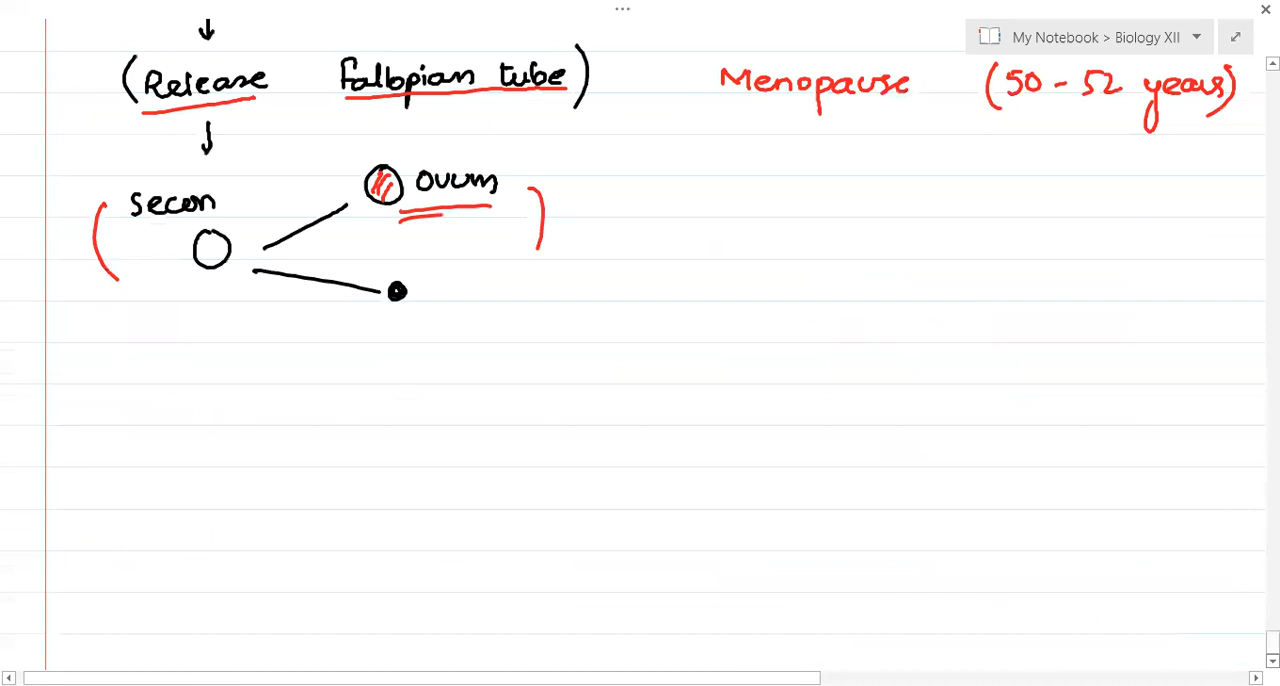 My Notebook > Biology XII
(Release Fallopian tube)
Menopause (50 - 52 years)
Secon
Ovum